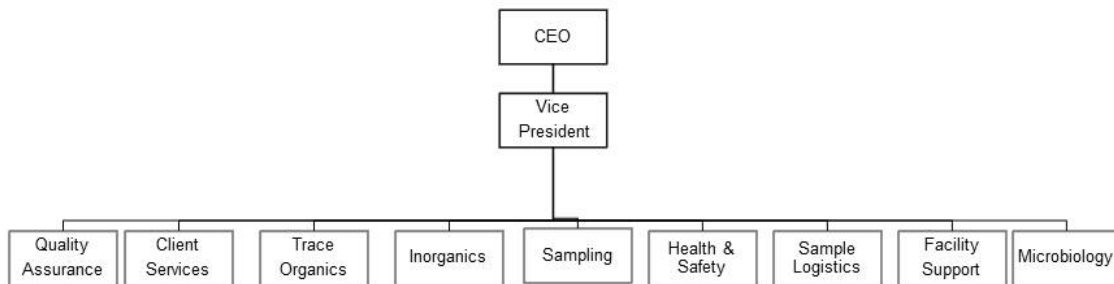 CEO
Vice
President
Quality
Assurance
Client
Services
Trace
Organics
Inorganics
Sampling
Health &
Safety
Sample
Logistics
Facility
Support
Microbiology